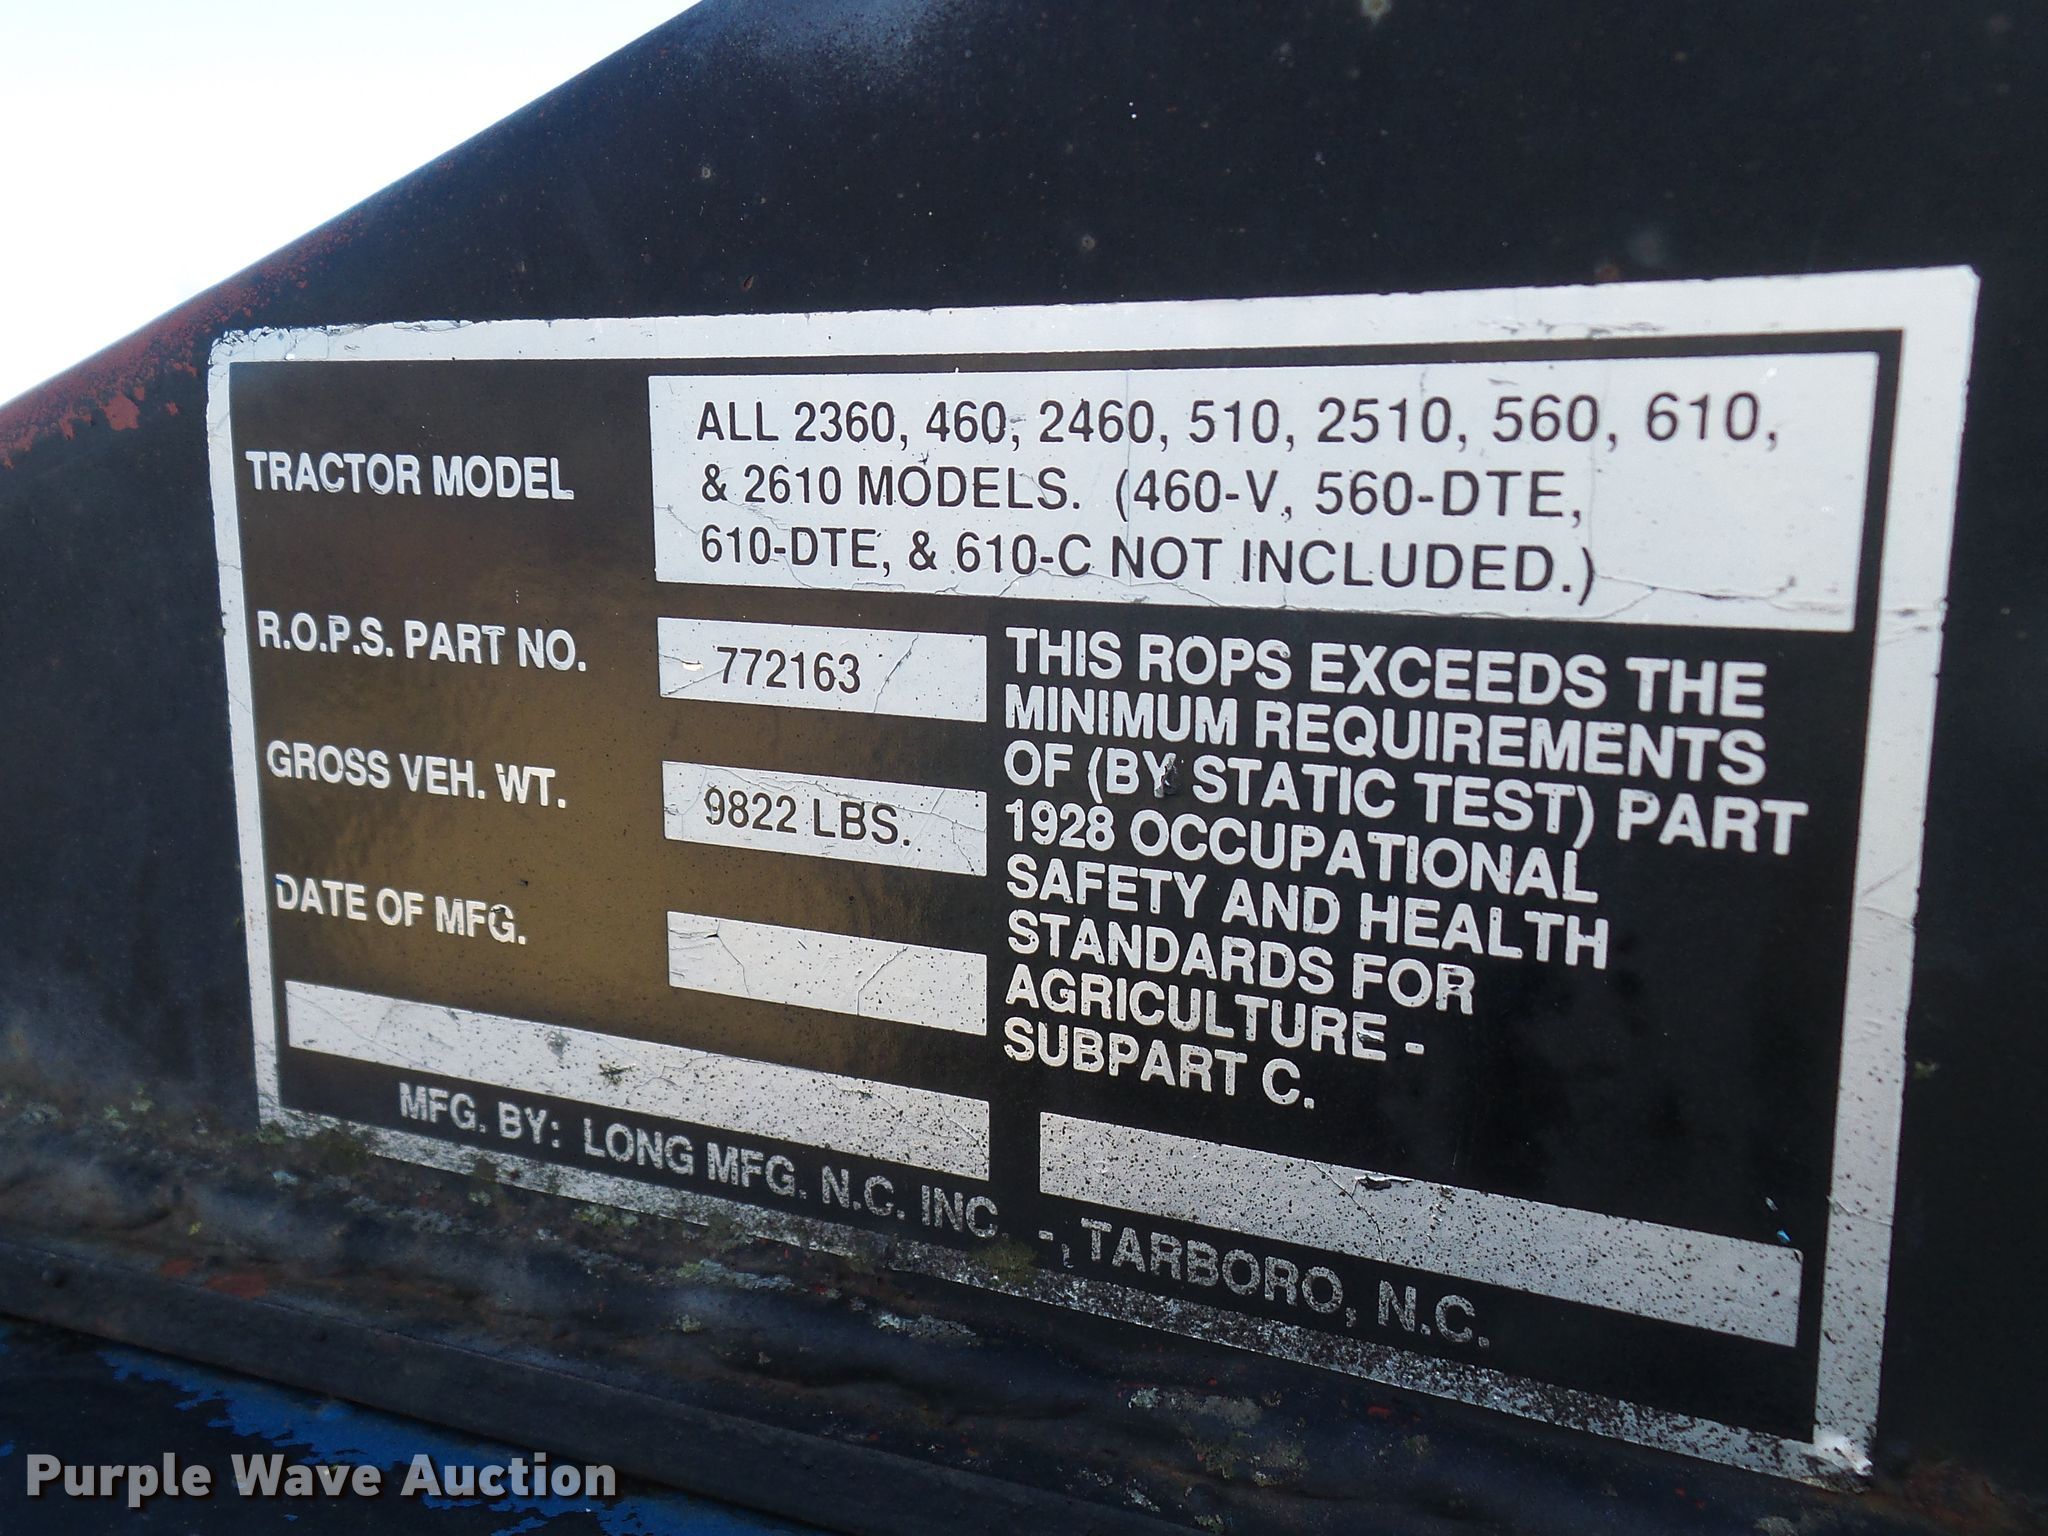 TRACTOR MODEL
ALL 2360, 460, 2460, 510, 2510, 560, 610,
& 2610 MODELS. (460-V, 560-DTE,
610-DTE, & 610-C NOT INCLUDED.)
R.O.P.S. PART NO.
772163
GROSS VEH. WT.
9822 LBS.
DATE OF MFG.
THIS ROPS EXCEEDS THE
MINIMUM REQUIREMENTS
OF (BY STATIC TEST) PART
1928 OCCUPATIONAL
SAFETY AND HEALTH
STANDARDS FOR
AGRICULTURE -
SUBPART C.
MFG. BY: LONG MFG. N.C. INC. - TARBORO, N.C.
Purple Wave Auction